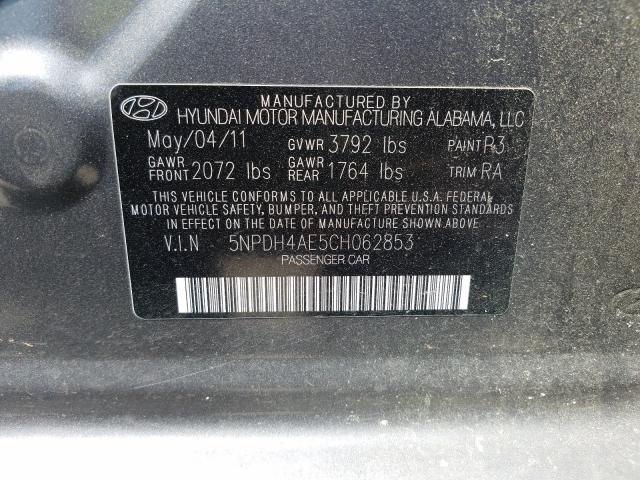 MANUFACTURED BY
HYUNDAI MOTOR MANUFACTURING ALABAMA, LLC
May/04/11 GVWR 3792 lbs PAINT P3
GAWR FRONT 2072 lbs GAWR REAR 1764 lbs TRIM RA
THIS VEHICLE CONFORMS TO ALL APPLICABLE U.S.A. FEDERAL
MOTOR VEHICLE SAFETY, BUMPER, AND THEFT PREVENTION
STANDARDS IN EFFECT ON THE DATE OF MANUFACTURE SHOWN ABOVE.
V.I.N 5NPDH4AE5CH062853
PASSENGER CAR